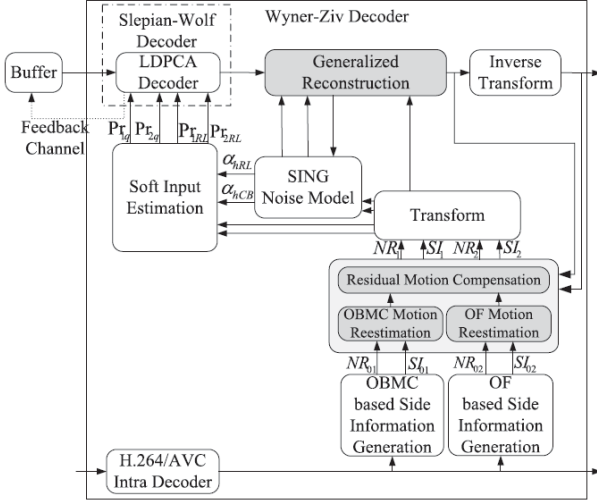 Wyner-Ziv Decoder
Slepian-Wolf
Decoder
LDPCA
Decoder
Buffer
Generalized
Reconstruction
Inverse
Transform
Feedback
Channel
Pr1q Pr2q Pr1RL Pr2RL
Soft Input
Estimation
αhRL
αhCB
SING
Noise Model
Transform
NR1 SI1 NR2 SI2
Residual Motion Compensation
OBMC Motion
Reestimation
OF Motion
Reestimation
NR01 SI01 NR02 SI02
OBMC
based Side
Information
Generation
OF
based Side
Information
Generation
H.264/AVC
Intra Decoder